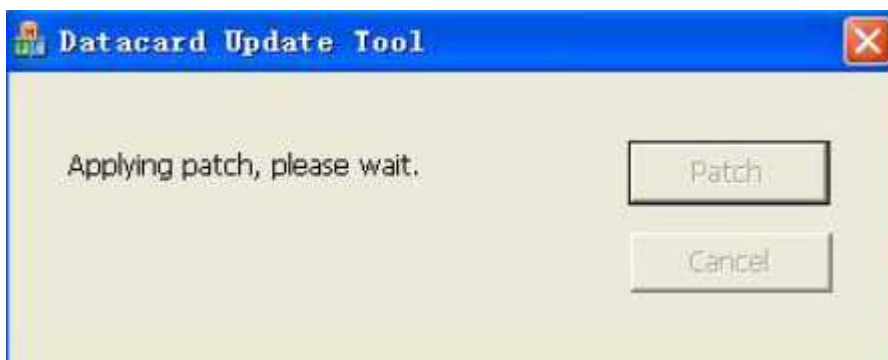 Datacard Update Tool
Applying patch, please wait.
Patch
Cancel